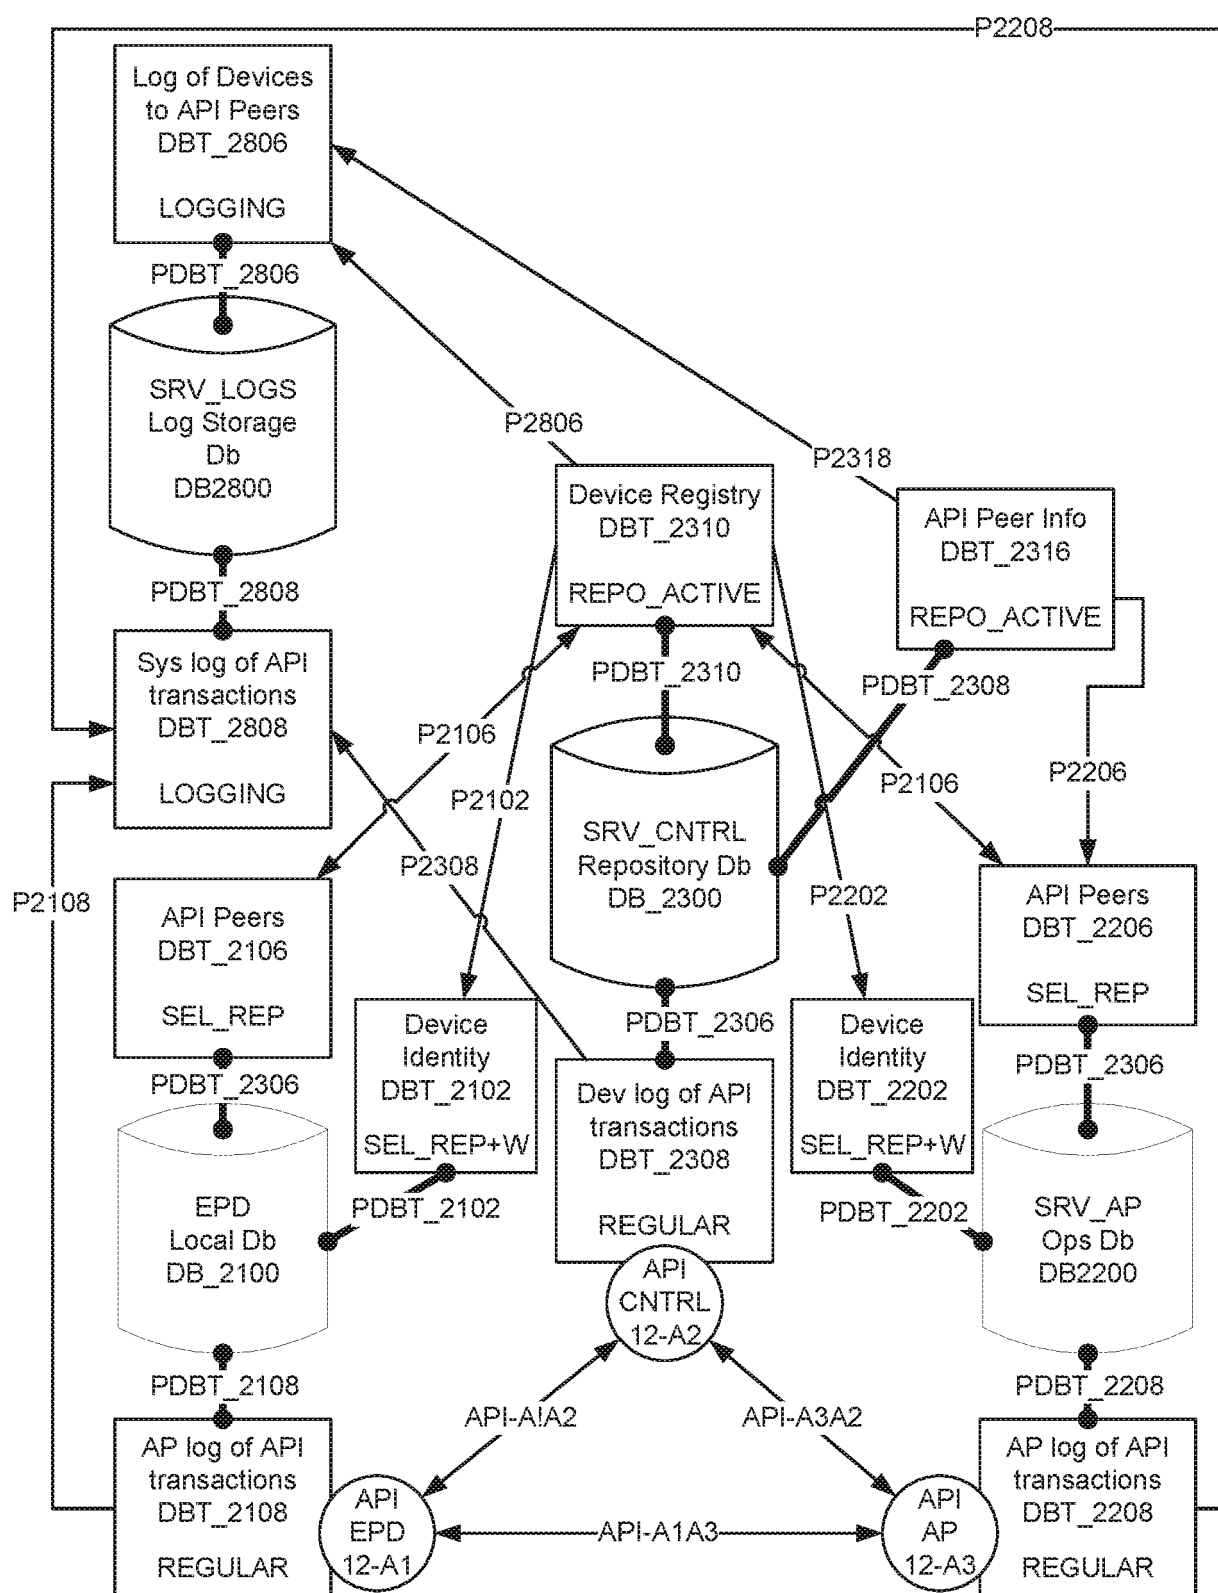 P2208
Log of Devices
to API Peers
DBT_2806
LOGGING
PDBT_2806
SRV_LOGS
Log Storage
Db
DB2800
P2806
P2318
Device Registry
DBT_2310
REPO_ACTIVE
API Peer Info
DBT_2316
REPO_ACTIVE
PDBT_2808
Sys log of API
transactions
DBT_2808
LOGGING
PDBT_2310
PDBT_2308
P2106
P2102
P2106
P2206
SRV_CNTRL
Repository Db
DB_2300
P2308
P2202
P2108
API Peers
DBT_2106
SEL_REP
API Peers
DBT_2206
SEL_REP
PDBT_2306
Device
Identity
DBT_2102
SEL_REP+W
PDBT_2306
Dev log of API
transactions
DBT_2308
REGULAR
Device
Identity
DBT_2202
SEL_REP+W
PDBT_2306
EPD
Local Db
DB_2100
PDBT_2102
PDBT_2202
SRV_AP
Ops Db
DB2200
API
CNTRL
12-A2
PDBT_2108
PDBT_2208
API-A!A2
API-A3A2
AP log of API
transactions
DBT_2108
REGULAR
API
EPD
12-A1
API-A1A3
API
AP
12-A3
AP log of API
transactions
DBT_2208
REGULAR